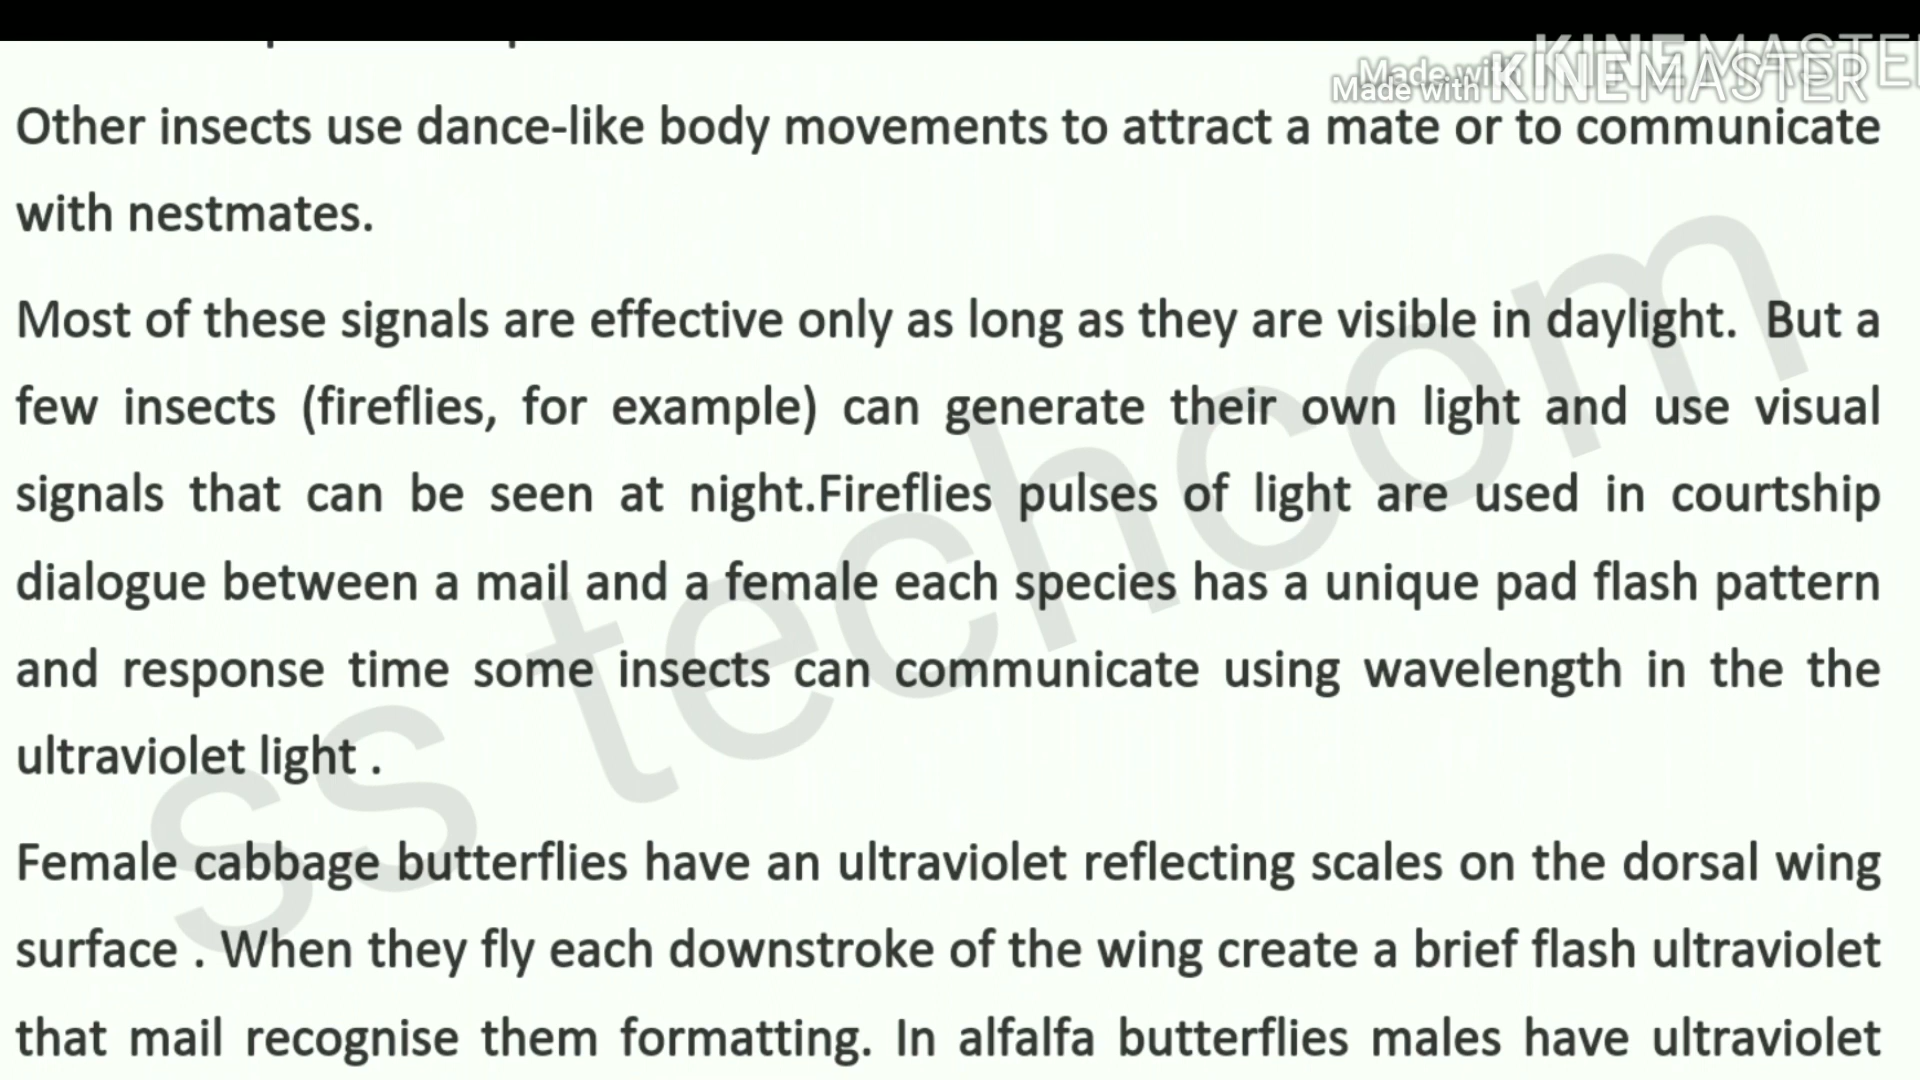 Made with KINEMASTER
Made with KINEMASTER
Other insects use dance-like body movements to attract a mate or to communicate
with nestmates.
Most of these signals are effective only as long as they are visible in daylight. But a
few insects (fireflies, for example) can generate their own light and use visual
signals that can be seen at night.Fireflies pulses of light are used in courtship
dialogue between a mail and a female each species has a unique pad flash pattern
and response time some insects can communicate using wavelength in the the
ultraviolet light .
Female cabbage butterflies have an ultraviolet reflecting scales on the dorsal wing
surface . When they fly each downstroke of the wing create a brief flash ultraviolet
that mail recognise them formatting. In alfalfa butterflies males have ultraviolet
ss techcom